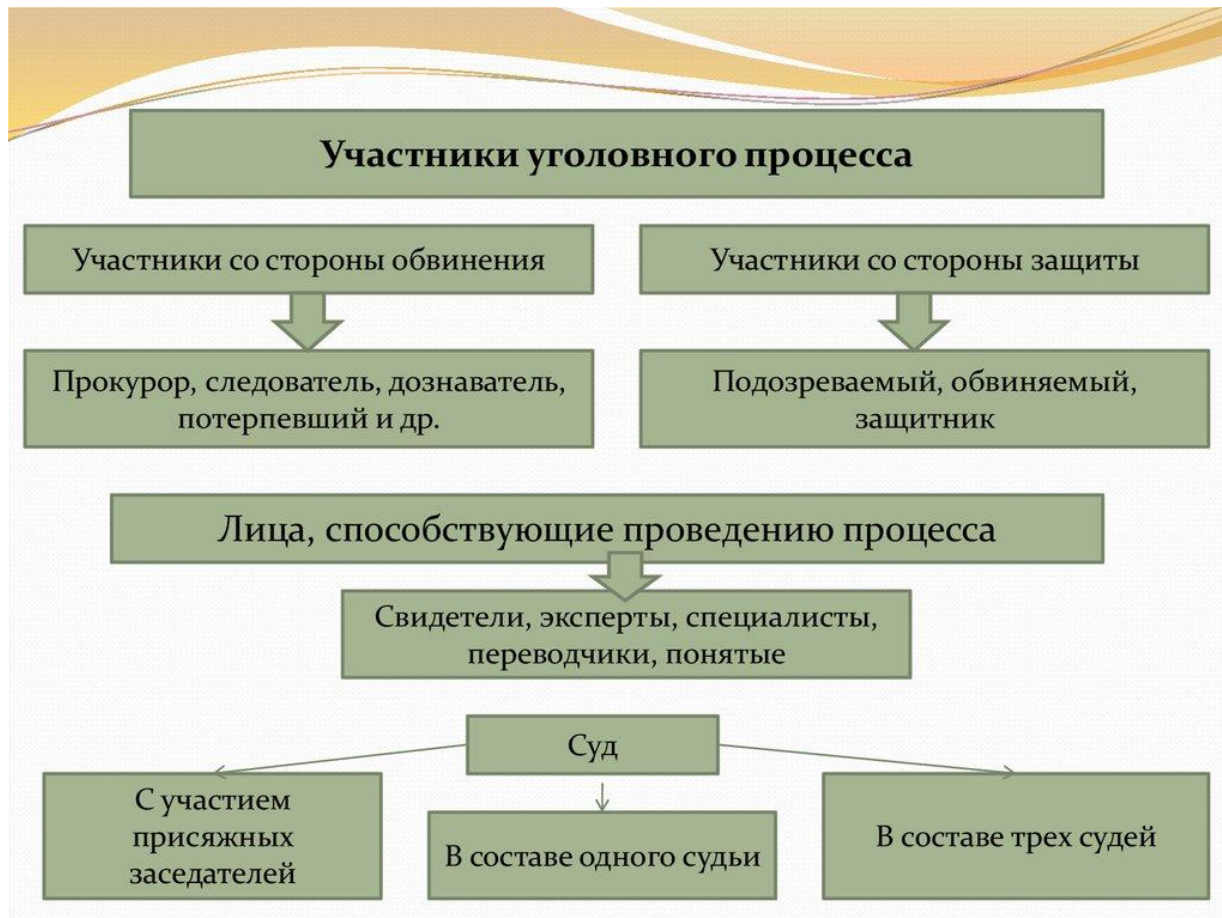 Участники уголовного процесса
Участники со стороны обвинения
Участники со стороны защиты
Прокурор, следователь, дознаватель,
потерпевший и др.
Подозреваемый, обвиняемый,
защитник
Лица, способствующие проведению процесса
Свидетели, эксперты, специалисты,
переводчики, понятые
Суд
С участием
присяжных
заседателей
В составе одного судьи
В составе трех судей